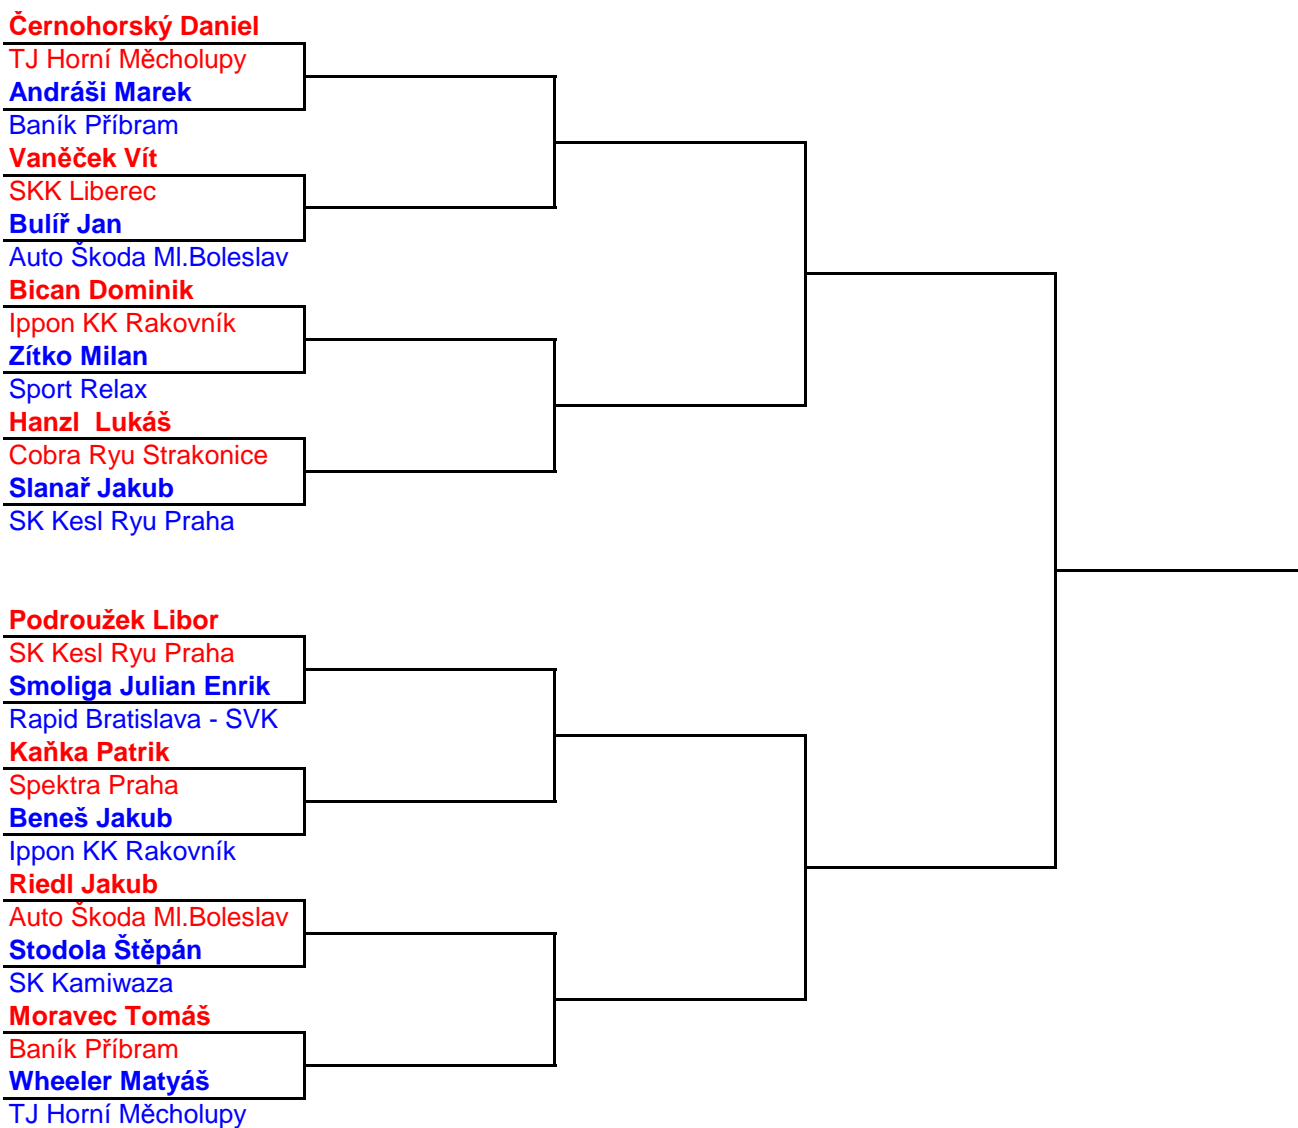 Černohorský Daniel
TJ Horní Měcholupy
Andráši Marek
Baník Příbram
Vaněček Vít
SKK Liberec
Bulíř Jan
Auto Škoda Ml.Boleslav
Bican Dominik
Ippon KK Rakovník
Zítko Milan
Sport Relax
Hanzl  Lukáš
Cobra Ryu Strakonice
Slanař Jakub
SK Kesl Ryu Praha
Podroužek Libor
SK Kesl Ryu Praha
Smoliga Julian Enrik
Rapid Bratislava - SVK
Kaňka Patrik
Spektra Praha
Beneš Jakub
Ippon KK Rakovník
Riedl Jakub
Auto Škoda Ml.Boleslav
Stodola Štěpán
SK Kamiwaza
Moravec Tomáš
Baník Příbram
Wheeler Matyáš
TJ Horní Měcholupy